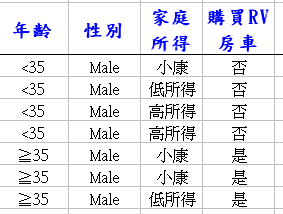 年齡 性別 家庭所得 購買RV房車
<35 Male 小康 否
<35 Male 低所得 否
<35 Male 高所得 否
<35 Male 高所得 否
≧35 Male 小康 是
≧35 Male 小康 是
≧35 Male 低所得 是